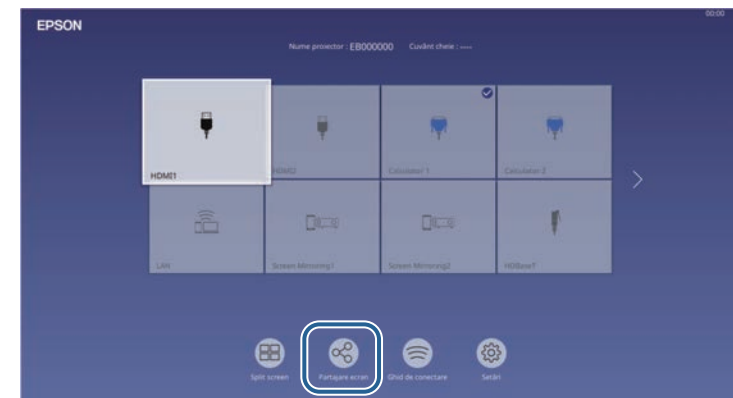 00:00
EPSON
Nume proiector : EB000000 Cuvânt cheie : ----
HDMI1 HDMI2 Calculator 1 Calculator 2
LAN Screen Mirroring1 Screen Mirroring2 HDBaseT
Split screen Partajare ecran Ghid de conectare Setări